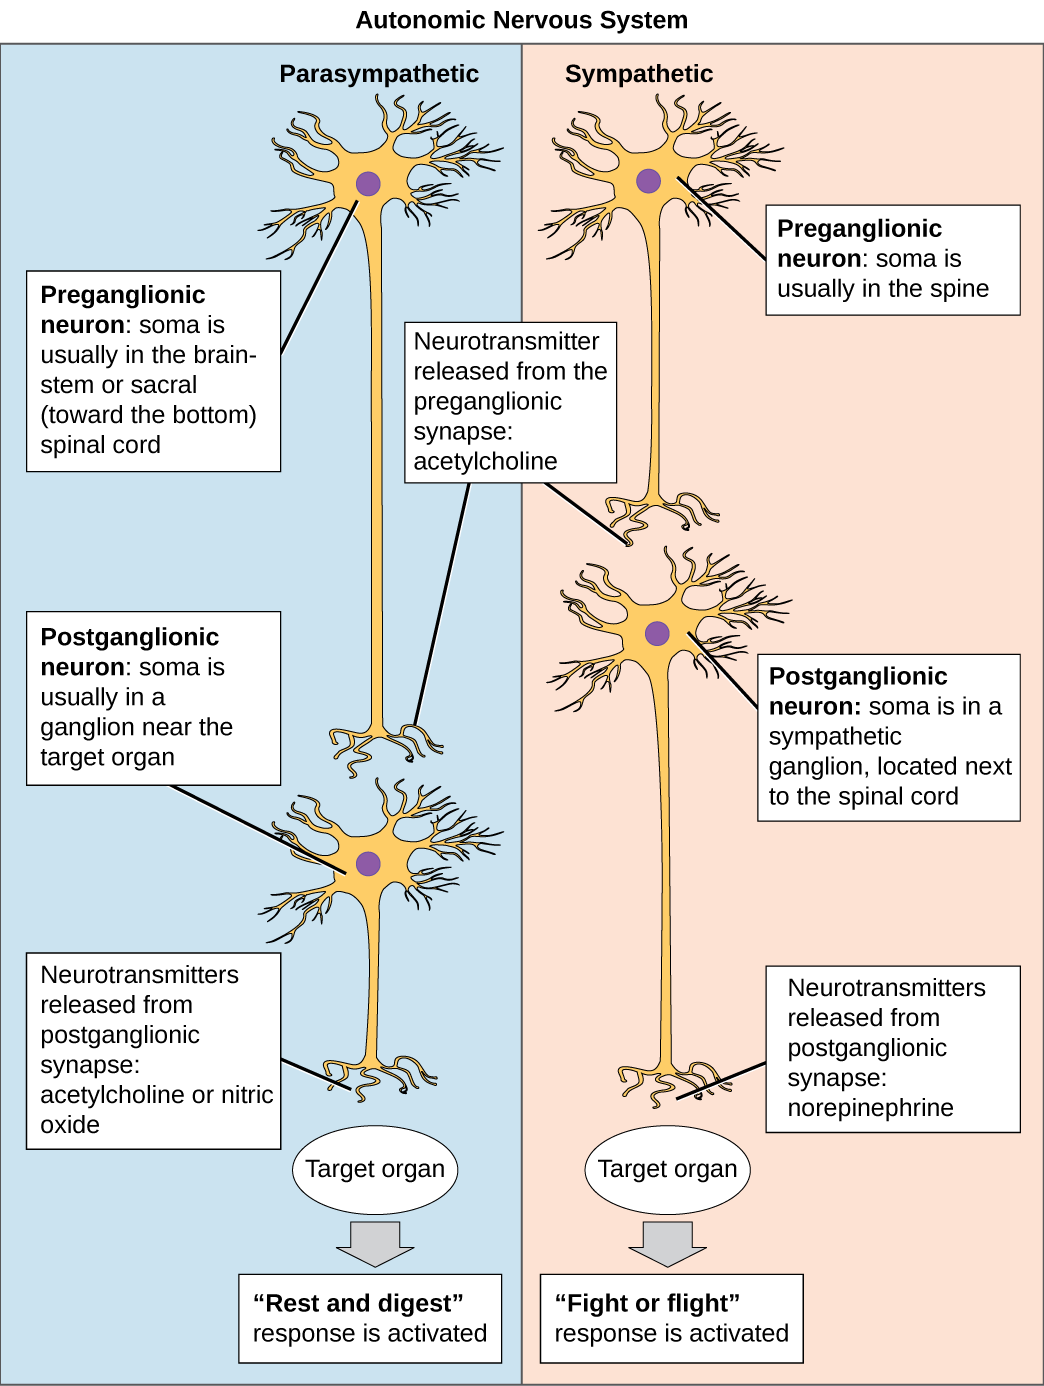 Autonomic Nervous System
Parasympathetic
Sympathetic
Preganglionic
neuron: soma is
usually in the spine
Preganglionic
neuron: soma is
usually in the brain-
stem or sacral
(toward the bottom)
spinal cord
Neurotransmitter
released from the
preganglionic
synapse:
acetylcholine
Postganglionic
neuron: soma is
usually in a
ganglion near the
target organ
Postganglionic
neuron: soma is in a
sympathetic
ganglion, located next
to the spinal cord
Neurotransmitters
released from
postganglionic
synapse:
acetylcholine or nitric
oxide
Neurotransmitters
released from
postganglionic
synapse:
norepinephrine
Target organ
Target organ
“Rest and digest”
response is activated
“Fight or flight”
response is activated